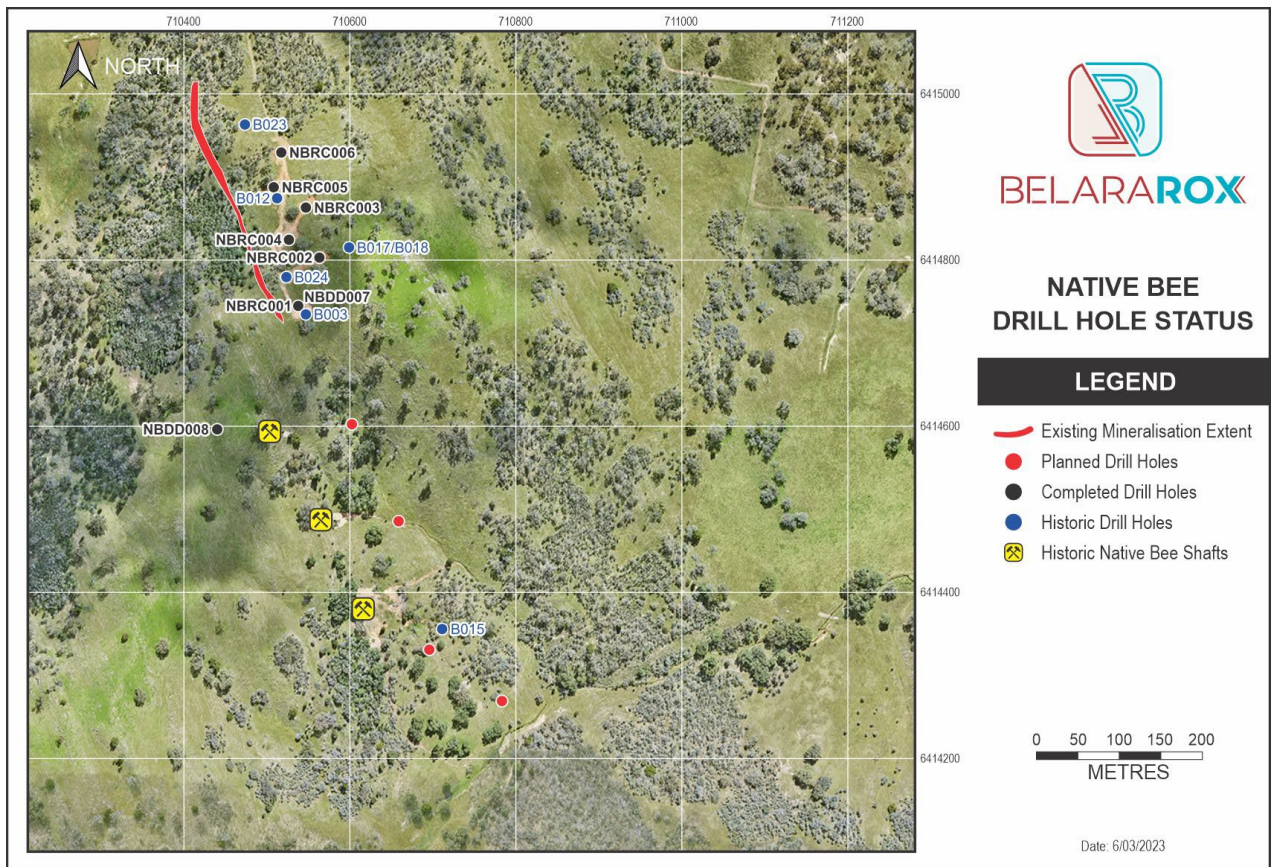 710400
710600
710800
711000
711200
NORTH
6415000
B023
NBRC006
NBRC005
B012
NBRC003
NBRC004
B017/B018
NBRC002
6414800
B024
NBDD007
NBRC001
B003
NBDD008
6414600
6414400
B015
6414200
BELARAROX
NATIVE BEE
DRILL HOLE STATUS
LEGEND
Existing Mineralisation Extent
Planned Drill Holes
Completed Drill Holes
Historic Drill Holes
Historic Native Bee Shafts
0 50 100 150 200
METRES
Date: 6/03/2023